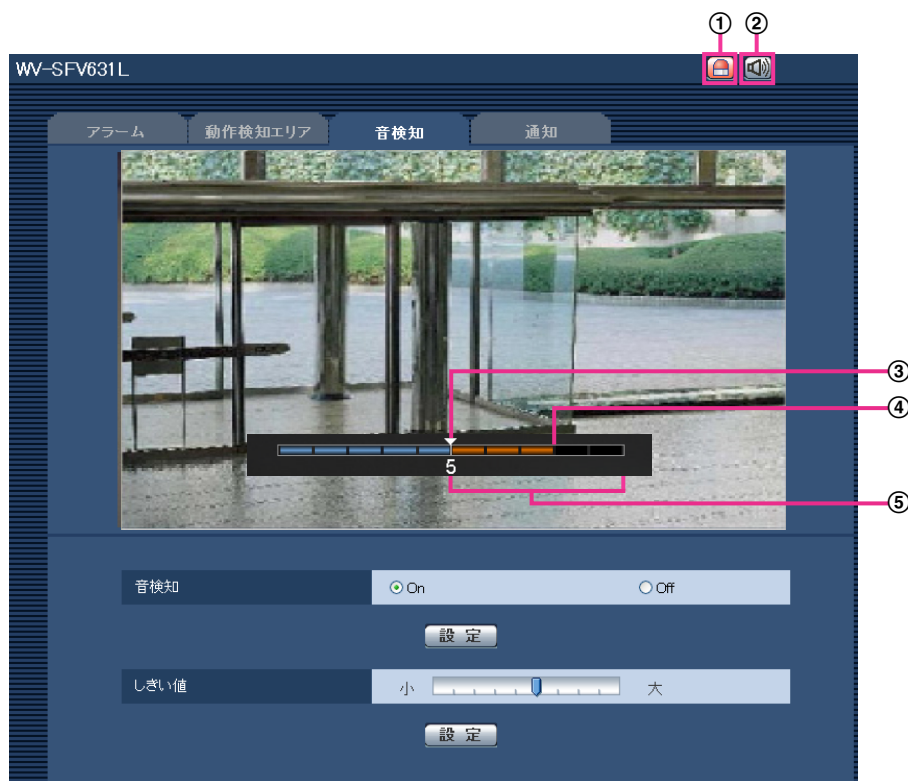 ① ②
WV-SFV631L
アラーム 動作検知エリア 音検知 通知
③
④
5
⑤
音検知 On Off
設 定
しきい値 小 大
設 定